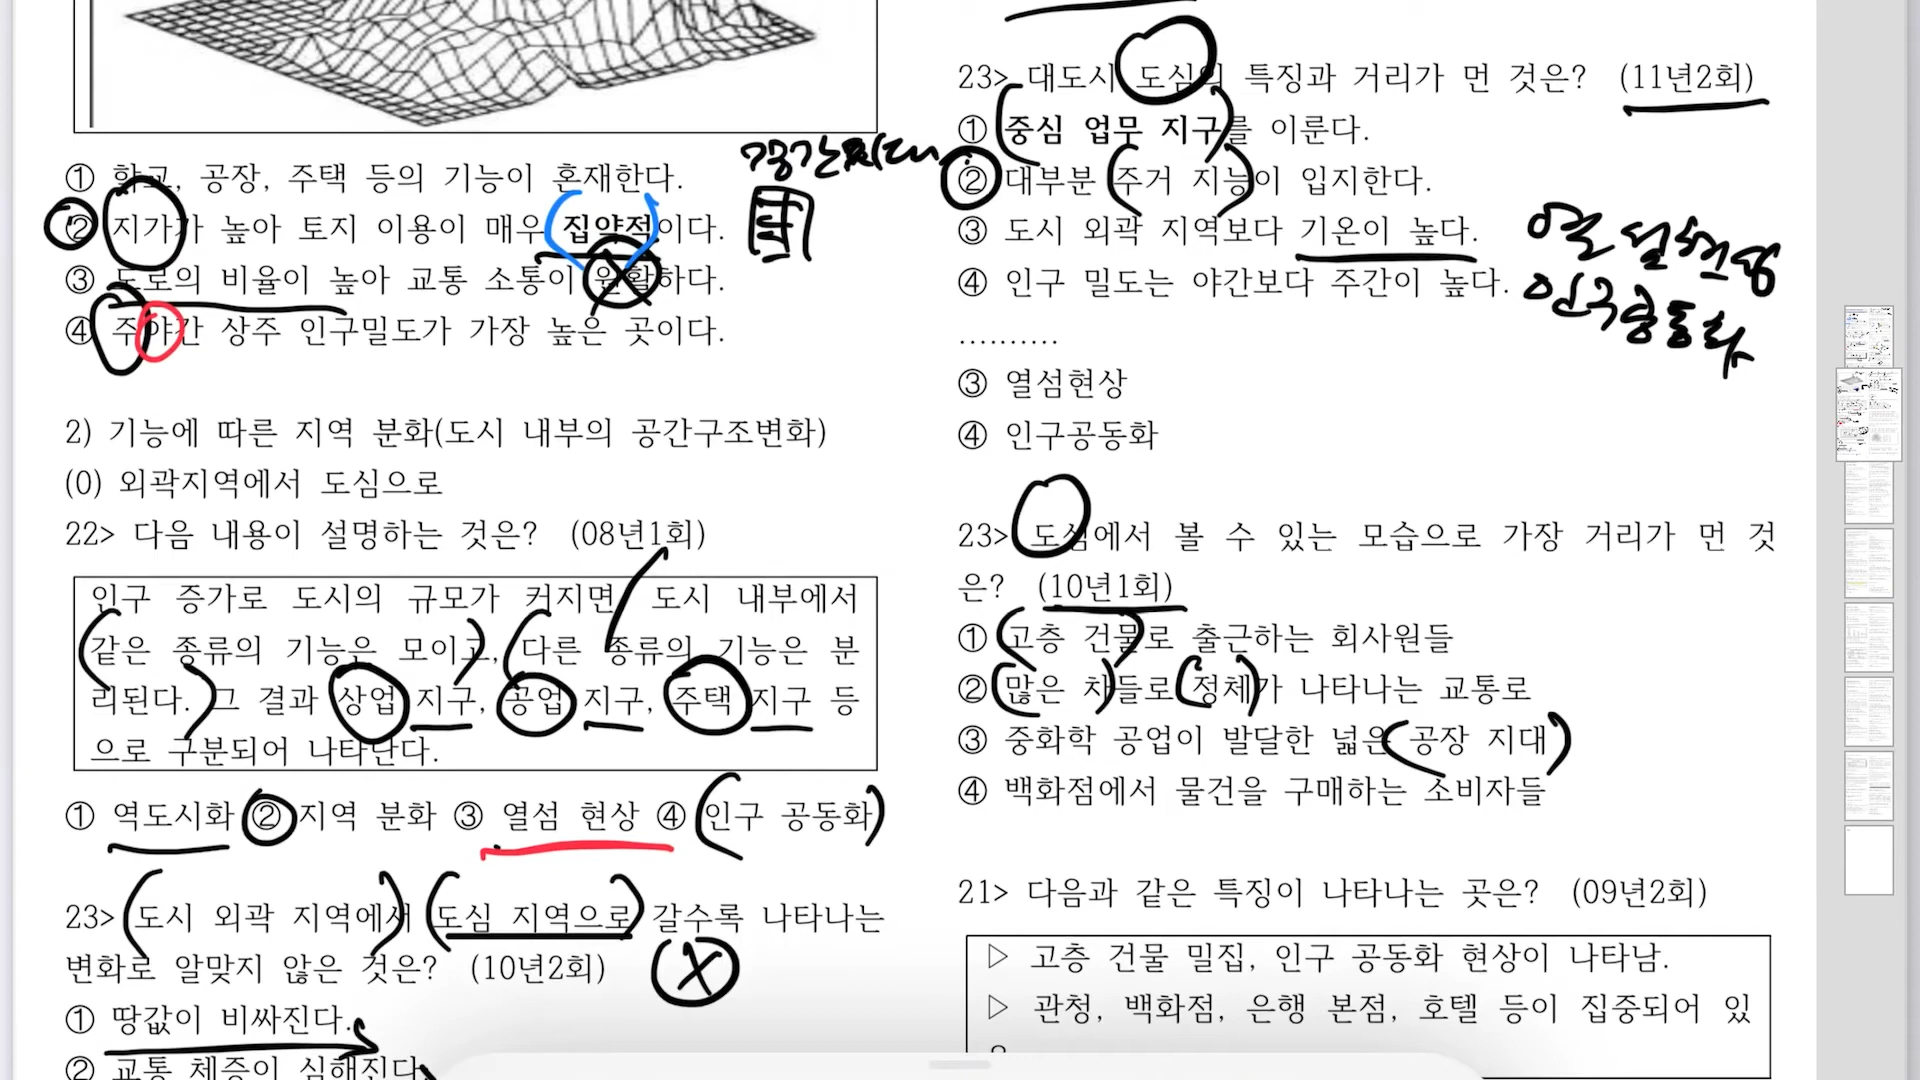 ① 학교, 공장, 주택 등의 기능이 혼재한다.
② 지가가 높아 토지 이용이 매우 집약적이다.
③ 도로의 비율이 높아 교통 소통이 원활하다.
④ 주야간 상주 인구밀도가 가장 높은 곳이다.
2) 기능에 따른 지역 분화(도시 내부의 공간구조변화)
(0) 외곽지역에서 도심으로
22> 다음 내용이 설명하는 것은? (08년1회)
인구 증가로 도시의 규모가 커지면 도시 내부에서
같은 종류의 기능은 모이고, 다른 종류의 기능은 분
리된다. 그 결과 상업 지구, 공업 지구, 주택 지구 등
으로 구분되어 나타난다.
① 역도시화 ② 지역 분화 ③ 열섬 현상 ④ 인구 공동화
23> 도시 외곽 지역에서 도심 지역으로 갈수록 나타나는
변화로 알맞지 않은 것은? (10년2회)
① 땅값이 비싸진다.
② 교통 체증이 심해진다.
23> 대도시 도심의 특징과 거리가 먼 것은? (11년2회)
① 중심 업무 지구를 이룬다.
② 대부분 주거 지능이 입지한다.
③ 도시 외곽 지역보다 기온이 높다.
열섬현상
④ 인구 밀도는 야간보다 주간이 높다.
인구공동화
..........
③ 열섬현상
④ 인구공동화
23> 도심에서 볼 수 있는 모습으로 가장 거리가 먼 것
은? (10년1회)
① 고층 건물로 출근하는 회사원들
② 많은 차들로 정체가 나타나는 교통로
③ 중화학 공업이 발달한 넓은 공장 지대
④ 백화점에서 물건을 구매하는 소비자들
21> 다음과 같은 특징이 나타나는 곳은? (09년2회)
▷ 고층 건물 밀집, 인구 공동화 현상이 나타남.
▷ 관청, 백화점, 은행 본점, 호텔 등이 집중되어 있